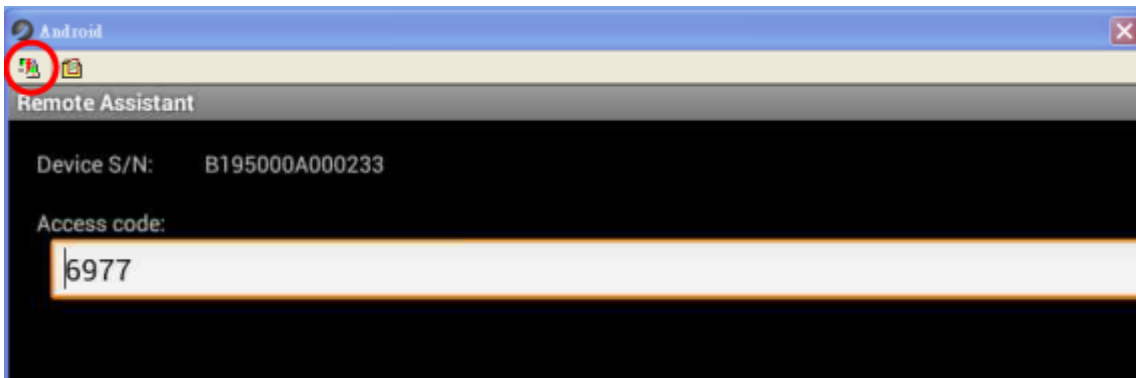 Android
Remote Assistant
Device S/N: B195000A000233
Access code:
6977